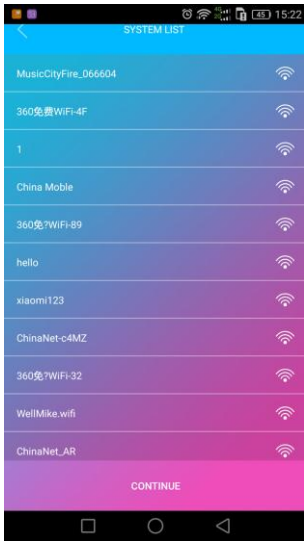 45 15:22
SYSTEM LIST
MusicCityFire_066604
360免费WiFi-4F
1
China Moble
360免?WiFi-89
hello
xiaomi123
ChinaNet-c4MZ
360免?WiFi-32
WellMike.wifi
ChinaNet_AR
CONTINUE